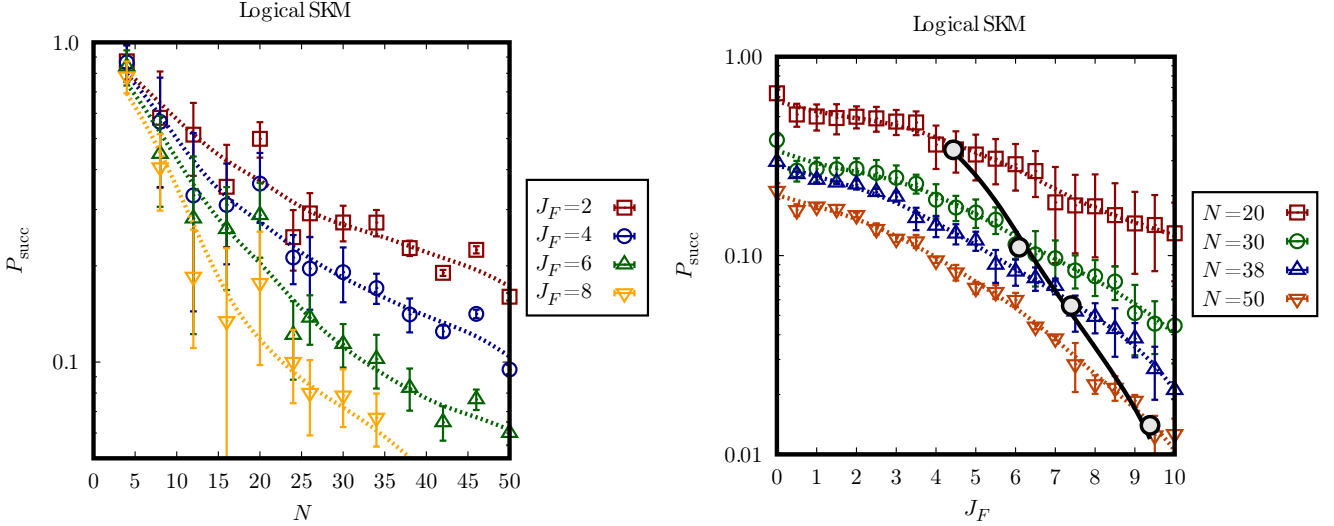 Logical SKM
1.0
0.1
0 5 10 15 20 25 30 35 40 45 50
P_succ
N
J_F=2
J_F=4
J_F=6
J_F=8
Logical SKM
1.00
0.10
0.01
0 1 2 3 4 5 6 7 8 9 10
P_succ
J_F
N=20
N=30
N=38
N=50